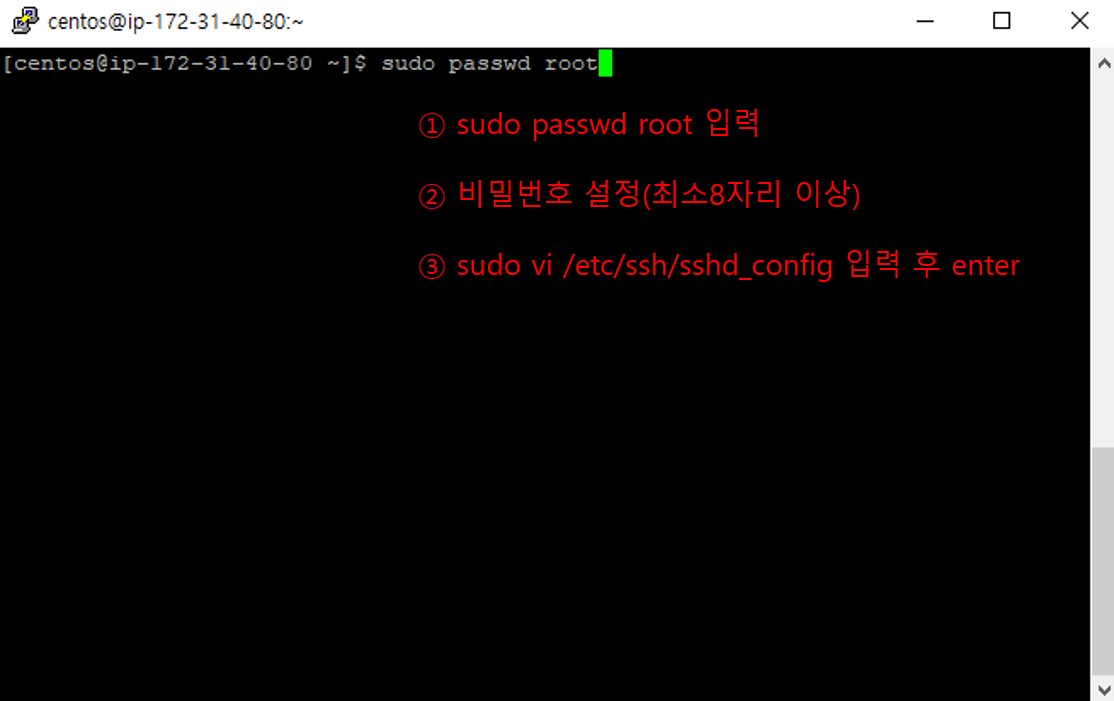 centos@ip-172-31-40-80:~
[centos@ip-172-31-40-80 ~]$ sudo passwd root
① sudo passwd root 입력
② 비밀번호 설정(최소8자리 이상)
③ sudo vi /etc/ssh/sshd_config 입력 후 enter